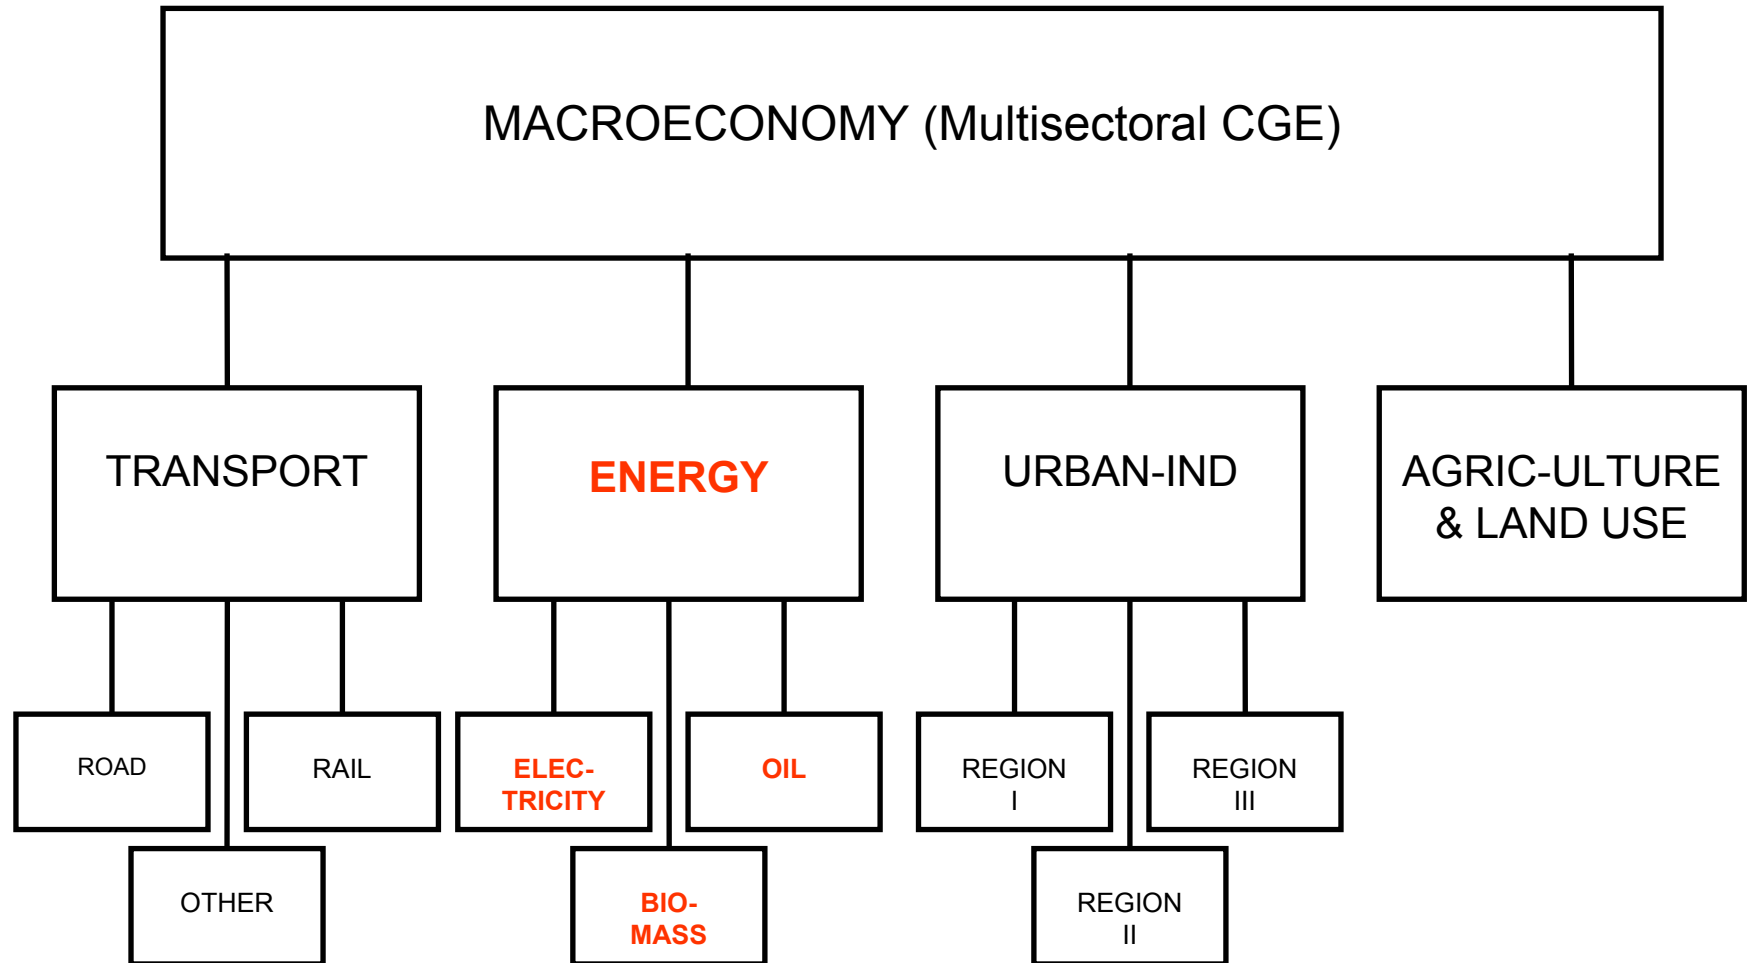 MACROECONOMY (Multisectoral CGE)
TRANSPORT
ENERGY
URBAN-IND
AGRIC-ULTURE
& LAND USE
ROAD
RAIL
ELEC-
TRICITY
OIL
REGION
I
REGION
III
OTHER
BIO-
MASS
REGION
II